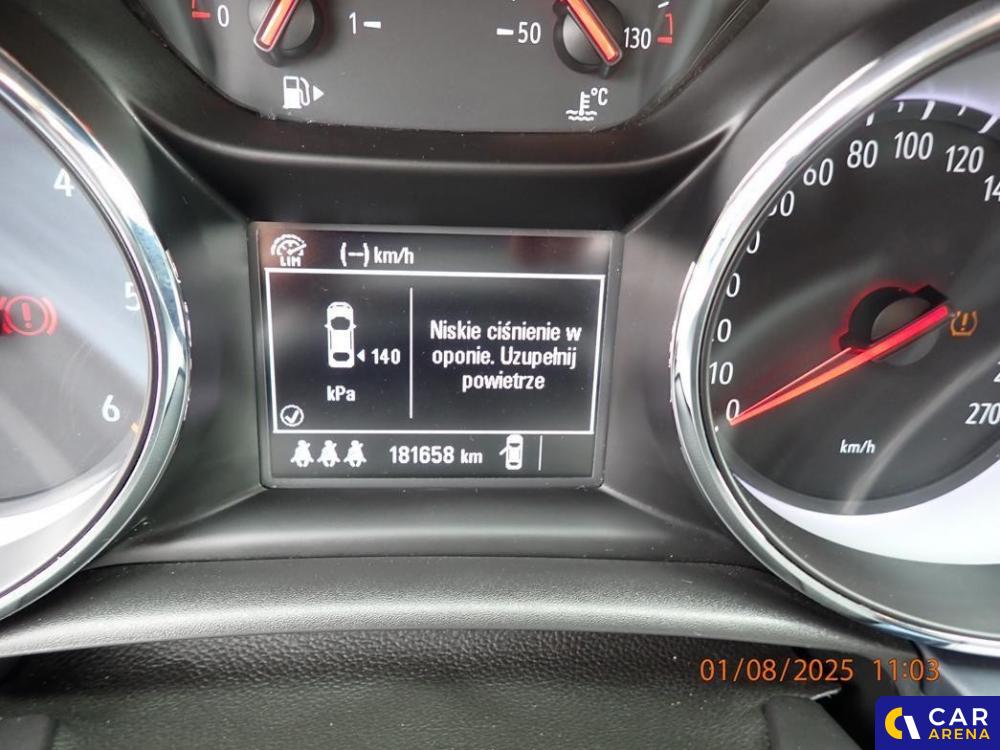 0
1
50
130
°C
4
5
6
LIM
(--) km/h
Niskie ciśnienie w
oponie. Uzupełnij
powietrze
140
kPa
181658 km
0
10
60
80
100
120
270
km/h
01/08/2025 11:03
CAR
ARENA